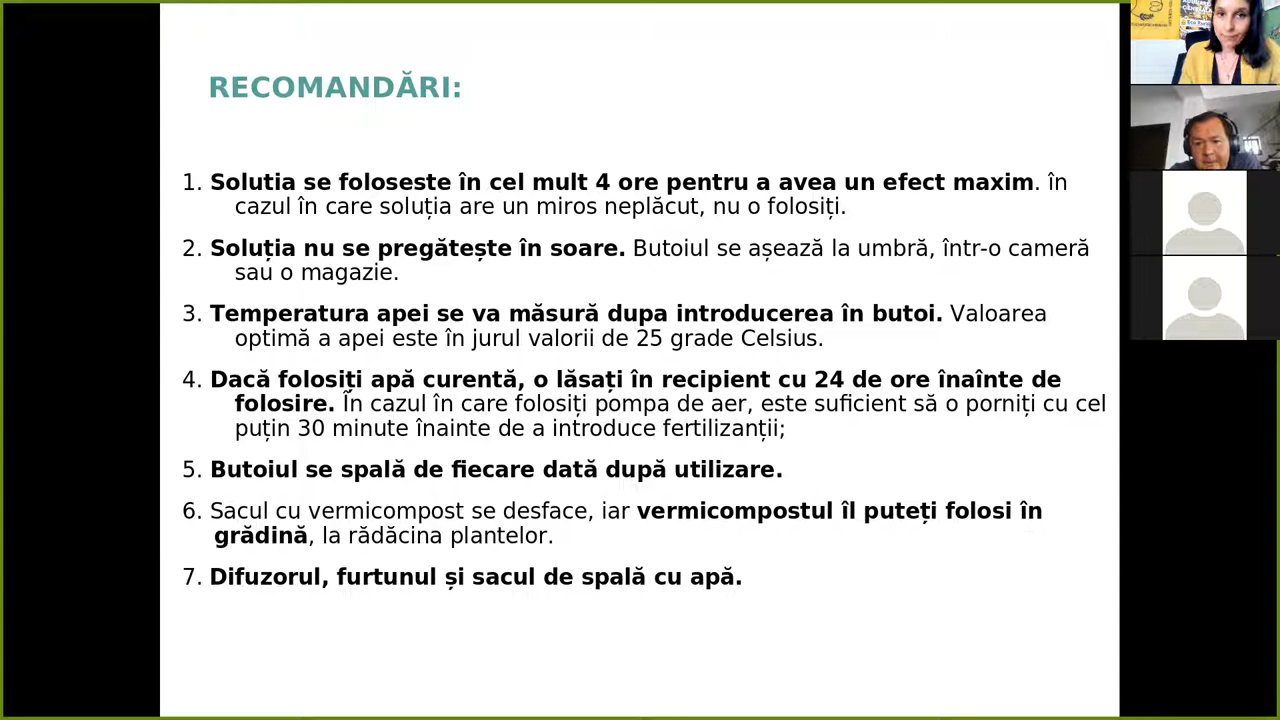 RECOMANDĂRI:
1. Solutia se foloseste în cel mult 4 ore pentru a avea un efect maxim. în
cazul în care soluția are un miros neplăcut, nu o folosiți.
2. Soluția nu se pregătește în soare. Butoiul se așează la umbră, într-o cameră
sau o magazie.
3. Temperatura apei se va măsură dupa introducerea în butoi. Valoarea
optimă a apei este în jurul valorii de 25 grade Celsius.
4. Dacă folosiți apă curentă, o lăsați în recipient cu 24 de ore înainte de
folosire. În cazul în care folosiți pompa de aer, este suficient să o porniți cu cel
puțin 30 minute înainte de a introduce fertilizanții;
5. Butoiul se spală de fiecare dată după utilizare.
6. Sacul cu vermicompost se desface, iar vermicompostul îl puteți folosi în
grădină, la rădăcina plantelor.
7. Difuzorul, furtunul și sacul de spală cu apă.